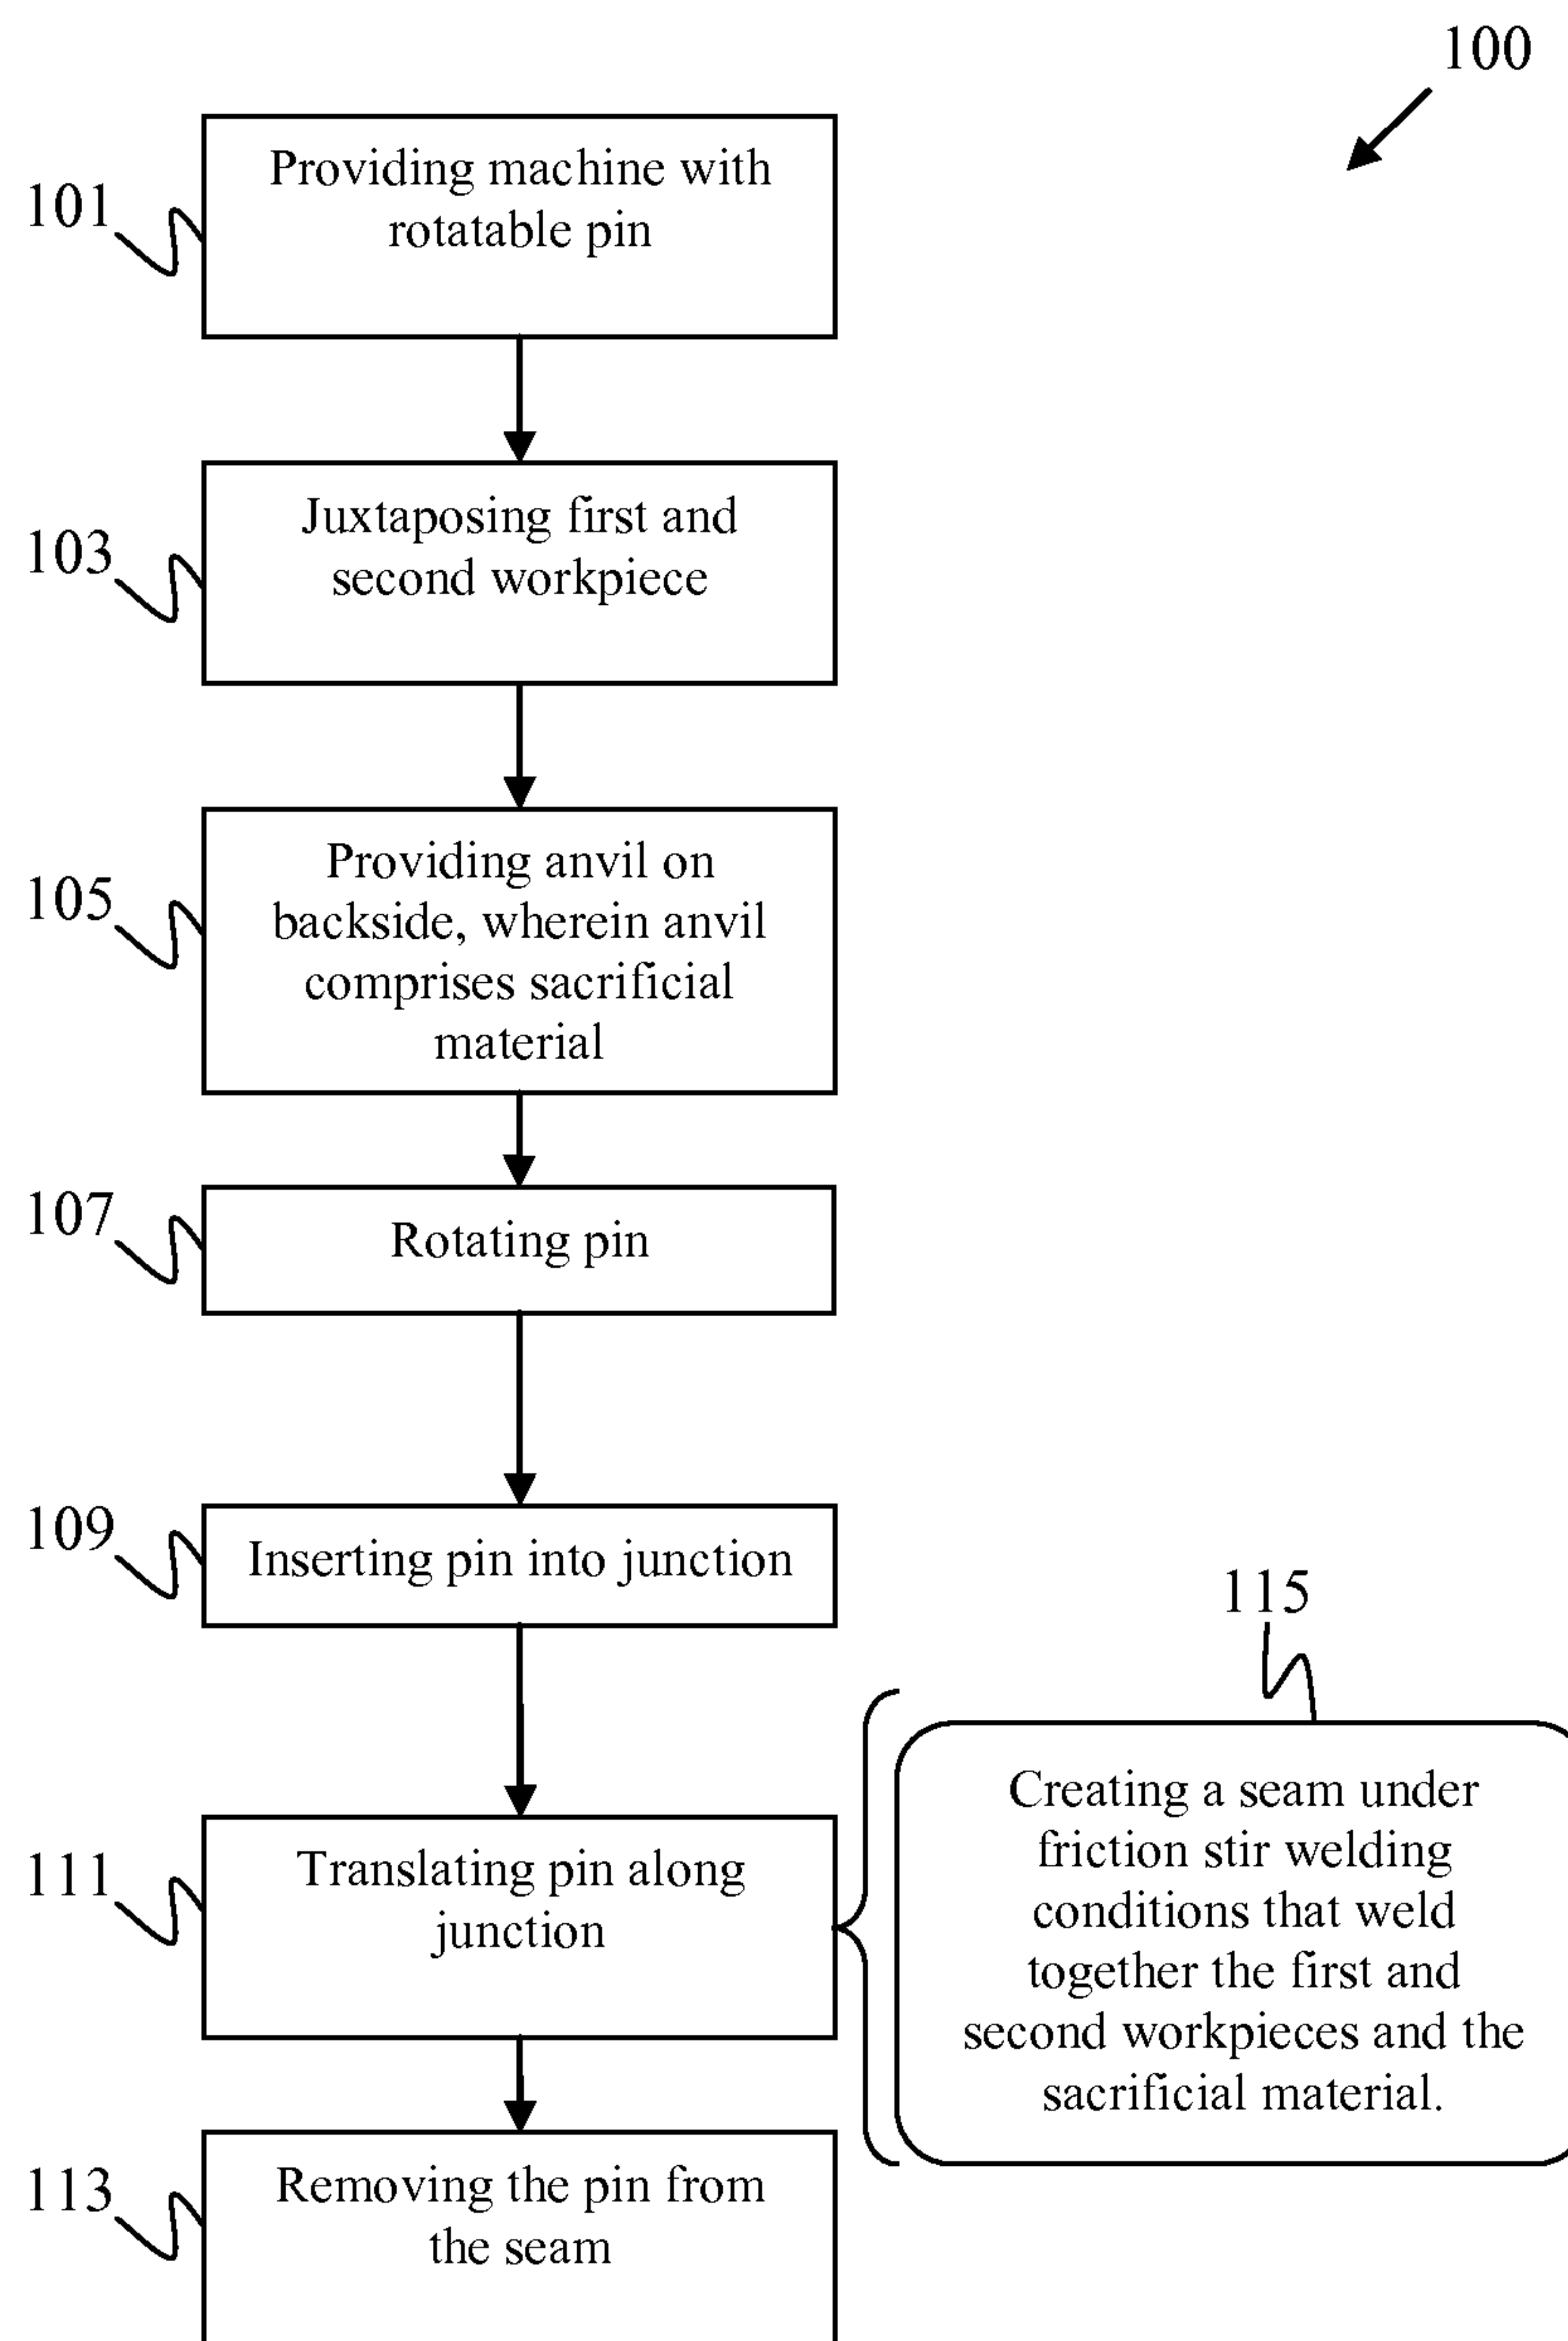 100
101
Providing machine with
rotatable pin
103
Juxtaposing first and
second workpiece
105
Providing anvil on
backside, wherein anvil
comprises sacrificial
material
107
Rotating pin
109
Inserting pin into junction
111
Translating pin along
junction
115
Creating a seam under
friction stir welding
conditions that weld
together the first and
second workpieces and the
sacrificial material.
113
Removing the pin from
the seam